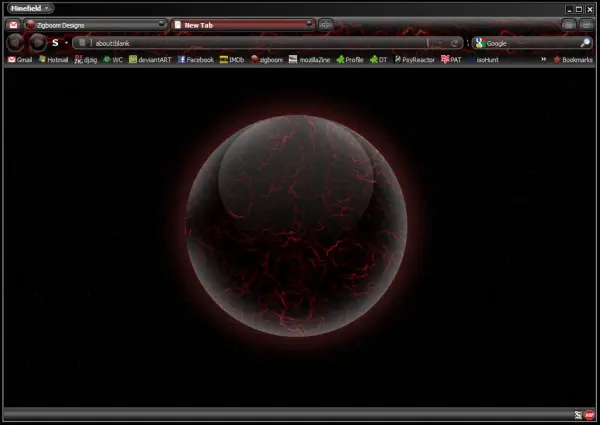 Minefield
Zigboom Designs
New Tab
S
about:blank
Google
Gmail Hotmail djzig WC deviantART Facebook IMDb zigboom mozillaZine Profile DT PsyReactor PAT isoHunt » Bookmarks
ABP